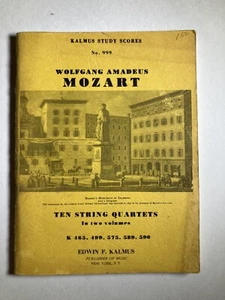 KALMUS STUDY SCORES
No. 999
WOLFGANG AMADEUS
MOZART
TEN STRING QUARTETS
In two volumes
K 465, 499, 575, 589, 590
EDWIN F. KALMUS
PUBLISHER OF MUSIC
NEW YORK, N.Y.